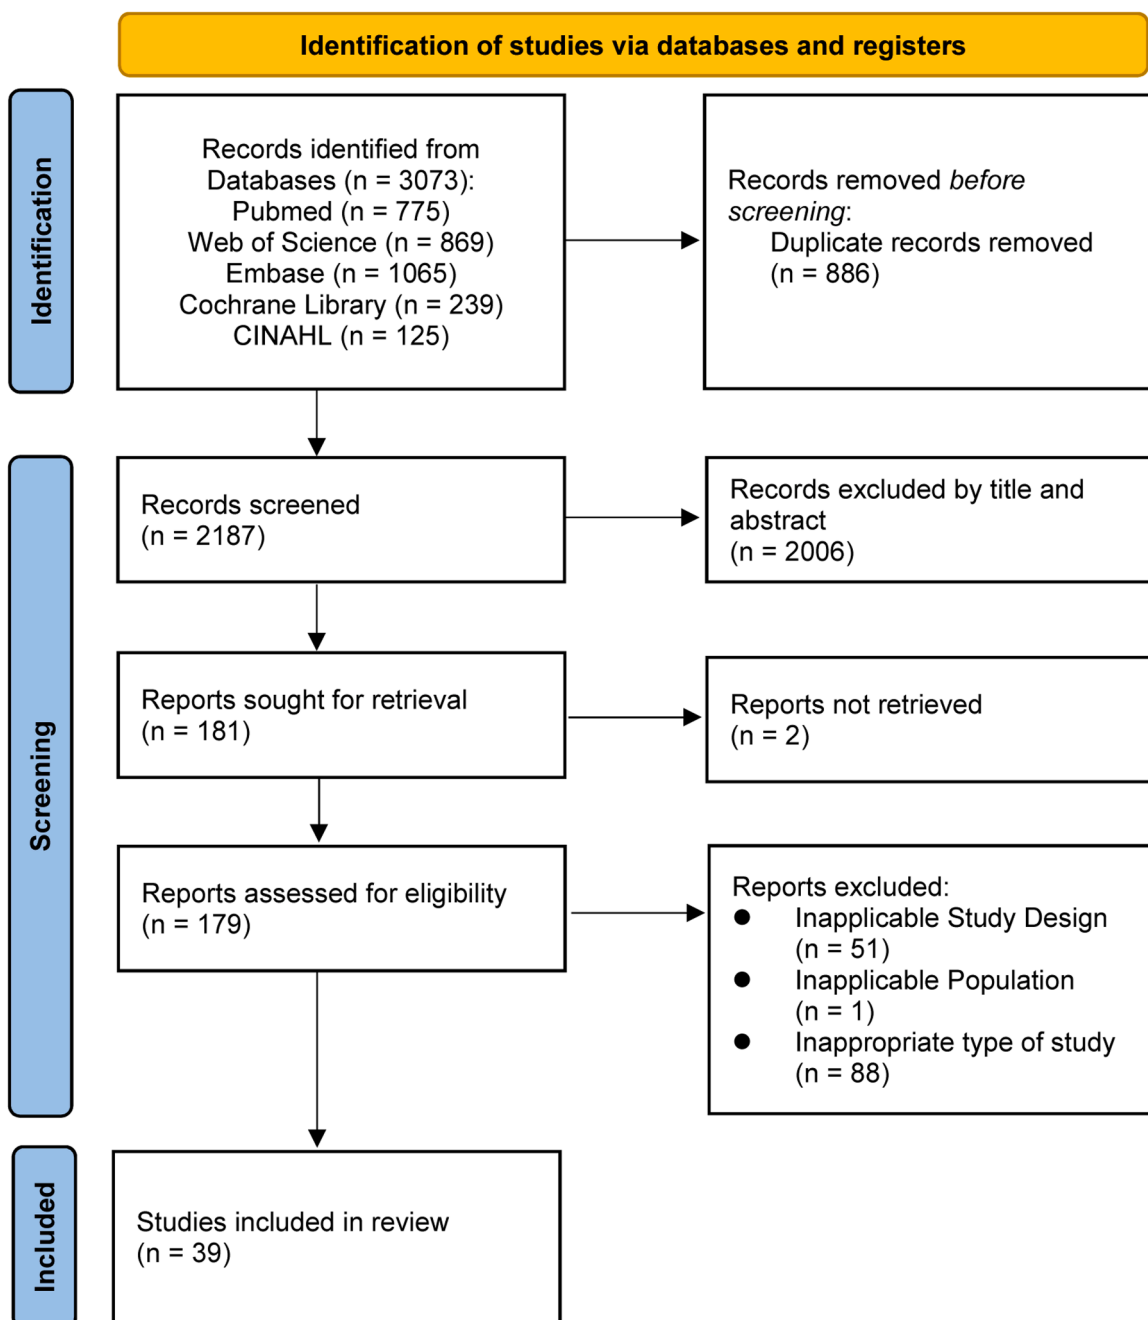 Identification of studies via databases and registers
Identification
Records identified from
Databases (n = 3073):
Pubmed (n = 775)
Web of Science (n = 869)
Embase (n = 1065)
Cochrane Library (n = 239)
CINAHL (n = 125)
Records removed before
screening:
Duplicate records removed
(n = 886)
Screening
Records screened
(n = 2187)
Records excluded by title and
abstract
(n = 2006)
Reports sought for retrieval
(n = 181)
Reports not retrieved
(n = 2)
Reports assessed for eligibility
(n = 179)
Reports excluded:
● Inapplicable Study Design
(n = 51)
● Inapplicable Population
(n = 1)
● Inappropriate type of study
(n = 88)
Included
Studies included in review
(n = 39)